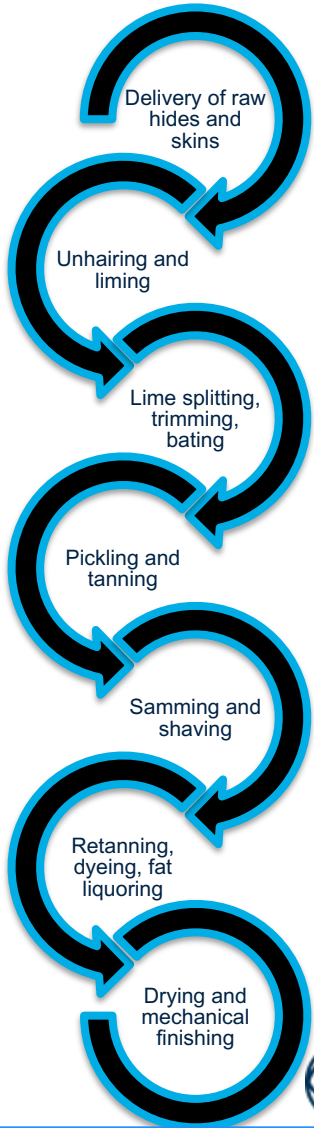 Delivery of raw
hides and
skins
Unhairing and
liming
Lime splitting,
trimming,
bating
Pickling and
tanning
Samming and
shaving
Retanning,
dyeing, fat
liquoring
Drying and
mechanical
finishing